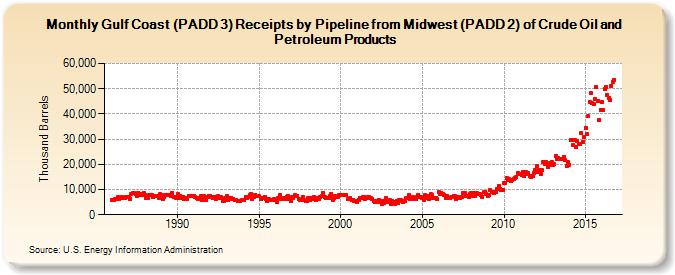 Monthly Gulf Coast (PADD 3) Receipts by Pipeline from Midwest (PADD 2) of Crude Oil and
Petroleum Products
Thousand Barrels
60,000
50,000
40,000
30,000
20,000
10,000
0
1990 1995 2000 2005 2010 2015
Source: U.S. Energy Information Administration